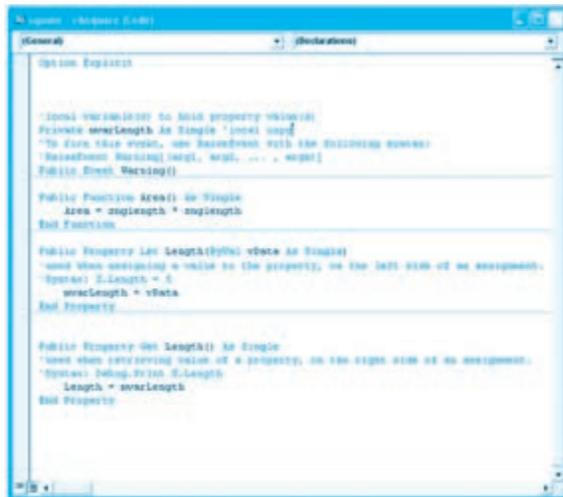 square - clsSquare (Code)
(General) (Declarations)
Option Explicit
'local variable(s) to hold property value(s)
Private mvarLength As Single 'local copy
'To fire this event, use RaiseEvent with the following syntax:
'RaiseEvent Warning[(arg1, arg2, ... , argn)]
Public Event Warning()
Public Function Area() As Single
Area = snglength * snglength
End Function
Public Property Let Length(ByVal vData As Single)
'used when assigning a value to the property, on the left side of an assignment.
'Syntax: X.Length = 5
mvarLength = vData
End Property
Public Property Get Length() As Single
'used when retrieving value of a property, on the right side of an assignment.
'Syntax: Debug.Print X.Length
Length = mvarLength
End Property